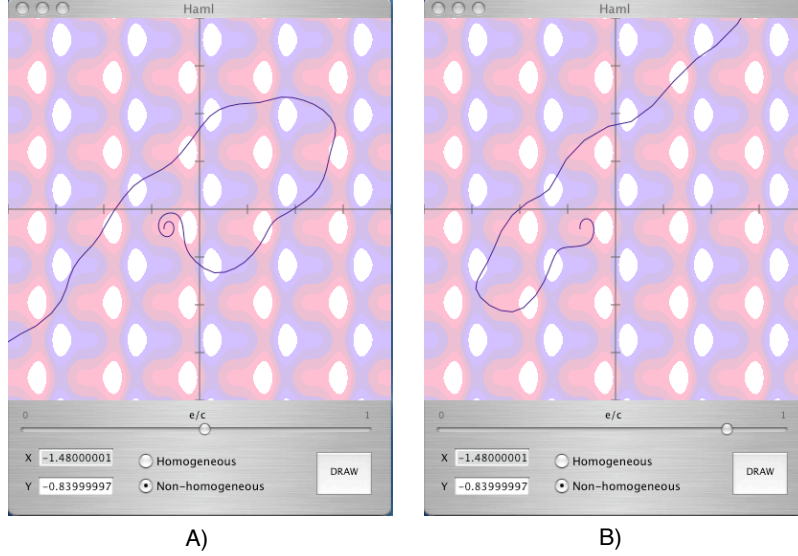 Haml
0 e/c 1
X -1.48000001 Homogeneous
Y -0.83999997 Non-homogeneous
DRAW
A)
Haml
0 e/c 1
X -1.48000001 Homogeneous
Y -0.83999997 Non-homogeneous
DRAW
B)